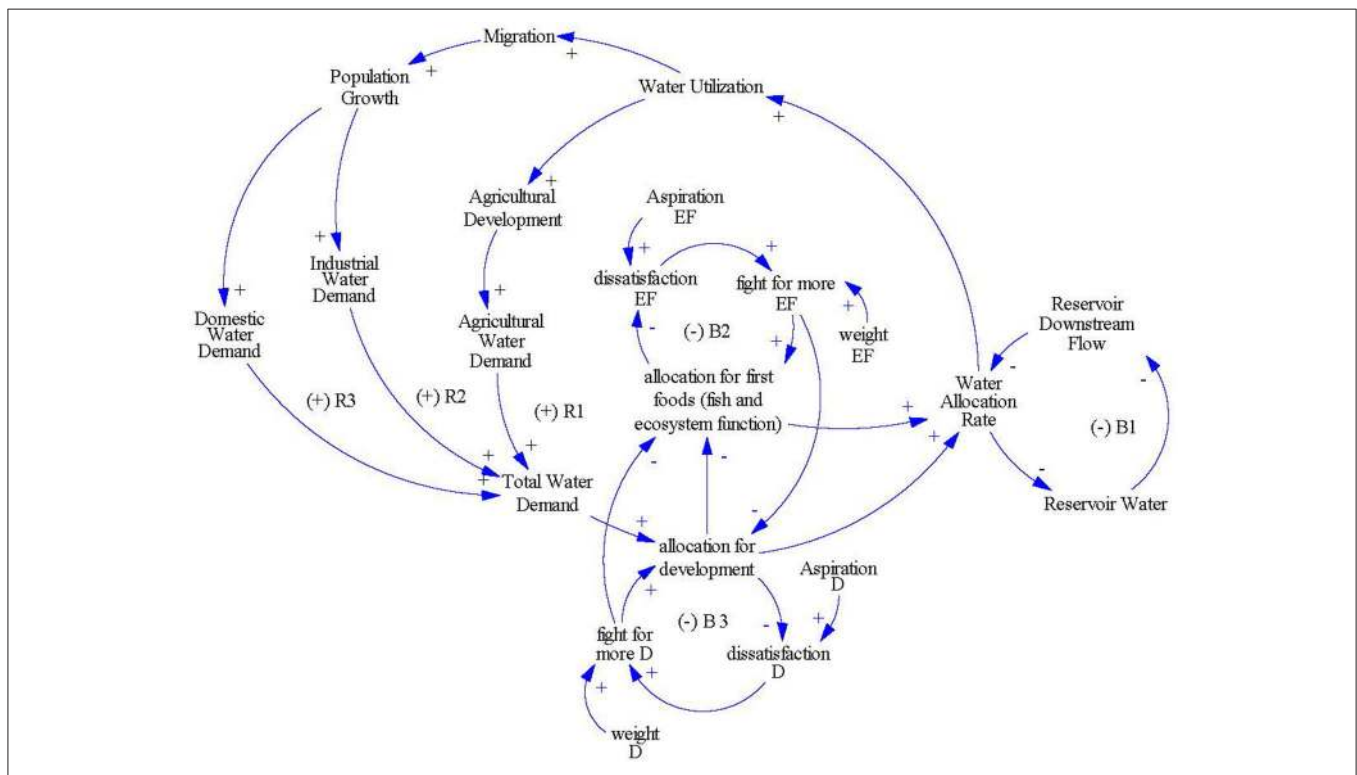 Migration
+
+
Population
Growth
Water Utilization
+
Agricultural
Development
+
Aspiration
EF
+
+
+
Industrial
Water
Demand
dissatisfaction
EF
fight for more
EF
+
Domestic
Water
Demand
+
Agricultural
Water
Demand
-
(-) B2
+
+
weight
EF
Reservoir
Downstream
Flow
allocation for first
foods (fish and
ecosystem function)
Water
Allocation
Rate
-
-
(-) B1
(+) R3
(+) R2
(+) R1
+
+
+
+
+
-
-
-
Total Water
Demand
Reservoir Water
+
-
allocation for
development
Aspiration
D
+
(-) B 3
-
+
fight for
more D
dissatisfaction
D
+
+
weight
D